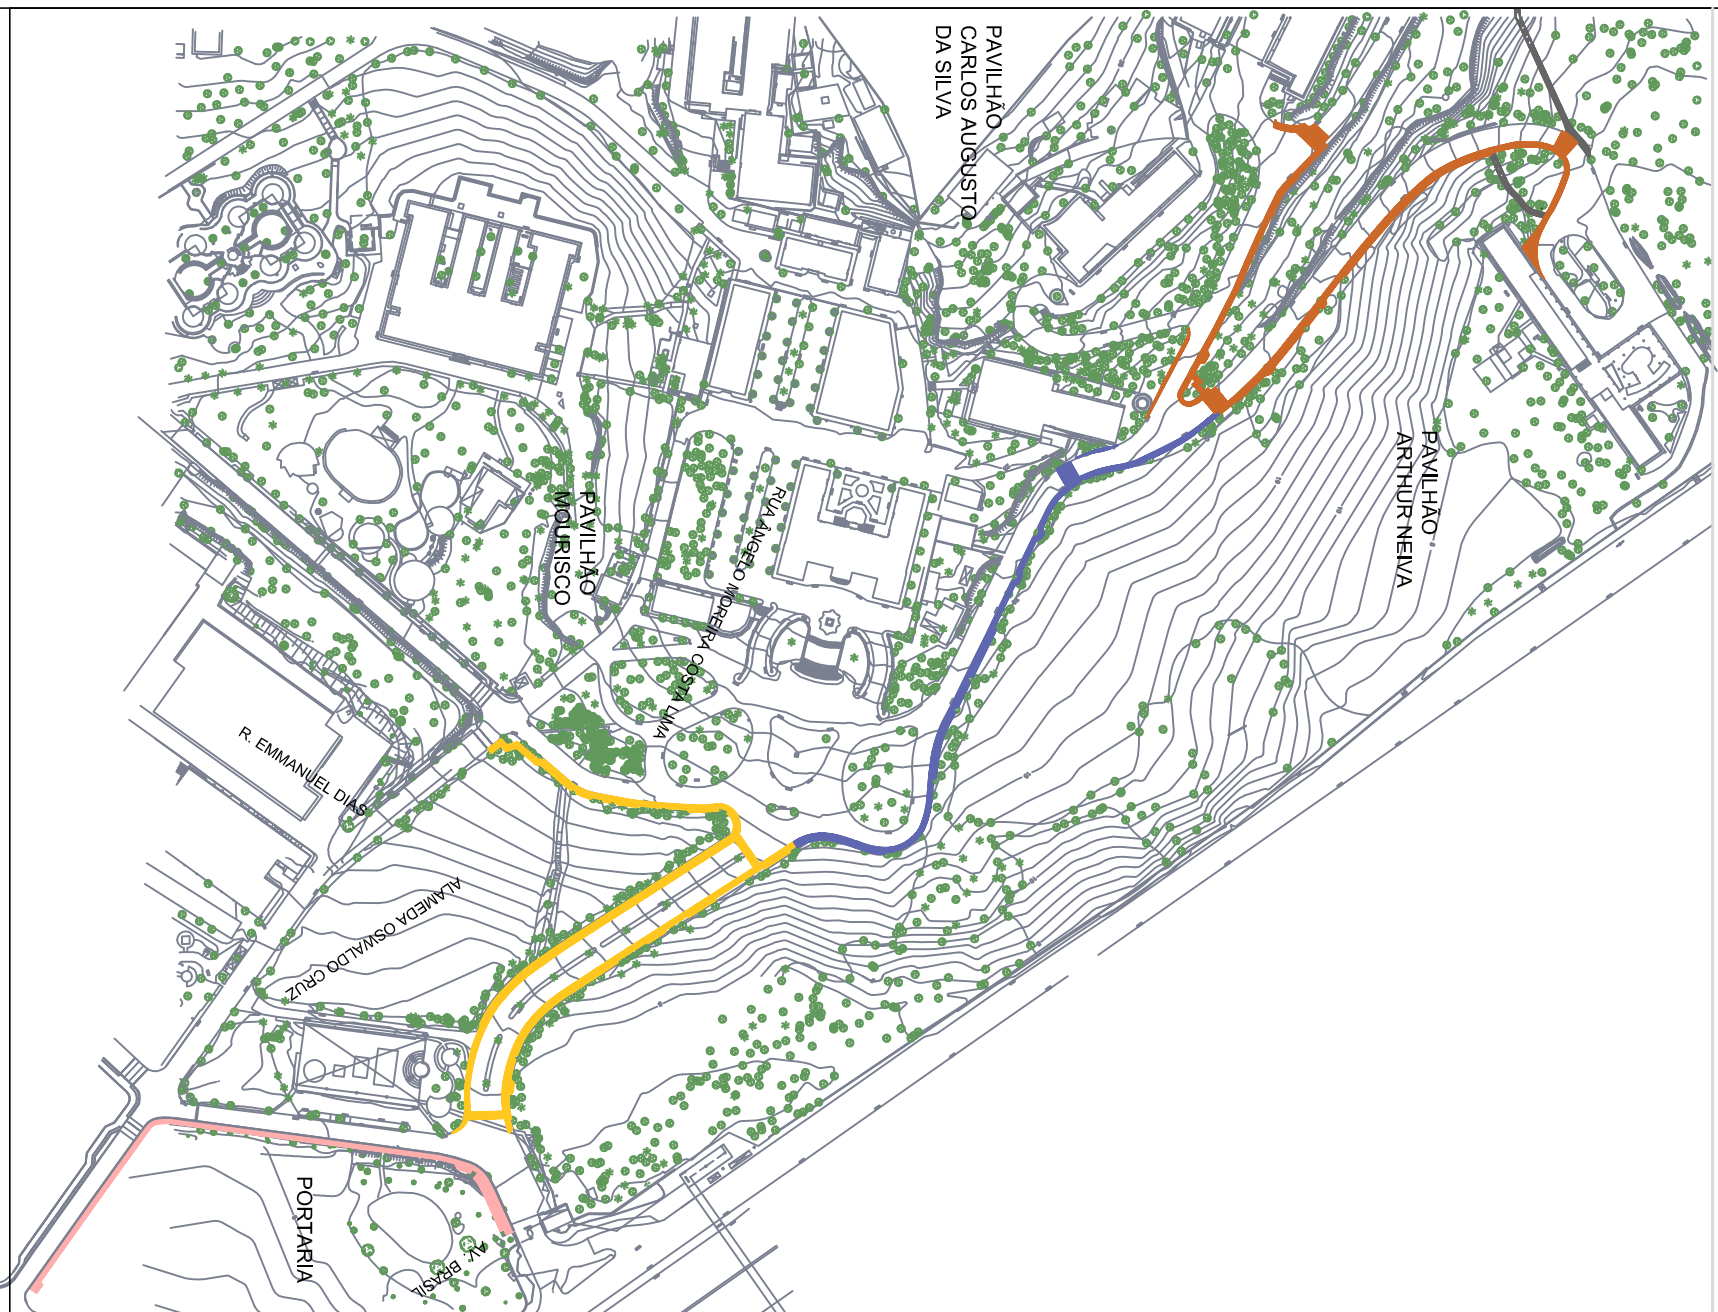 PAVILHÃO
CARLOS AUGUSTO
DA SILVA
PAVILHÃO
ARTHUR NEIVA
PAVILHÃO
MOURISCO
RUA ANGELO MOREIRA COSTA LIMA
R. EMMANUEL DIAS
ALAMEDA OSWALDO CRUZ
PORTARIA
AV. BRASIL